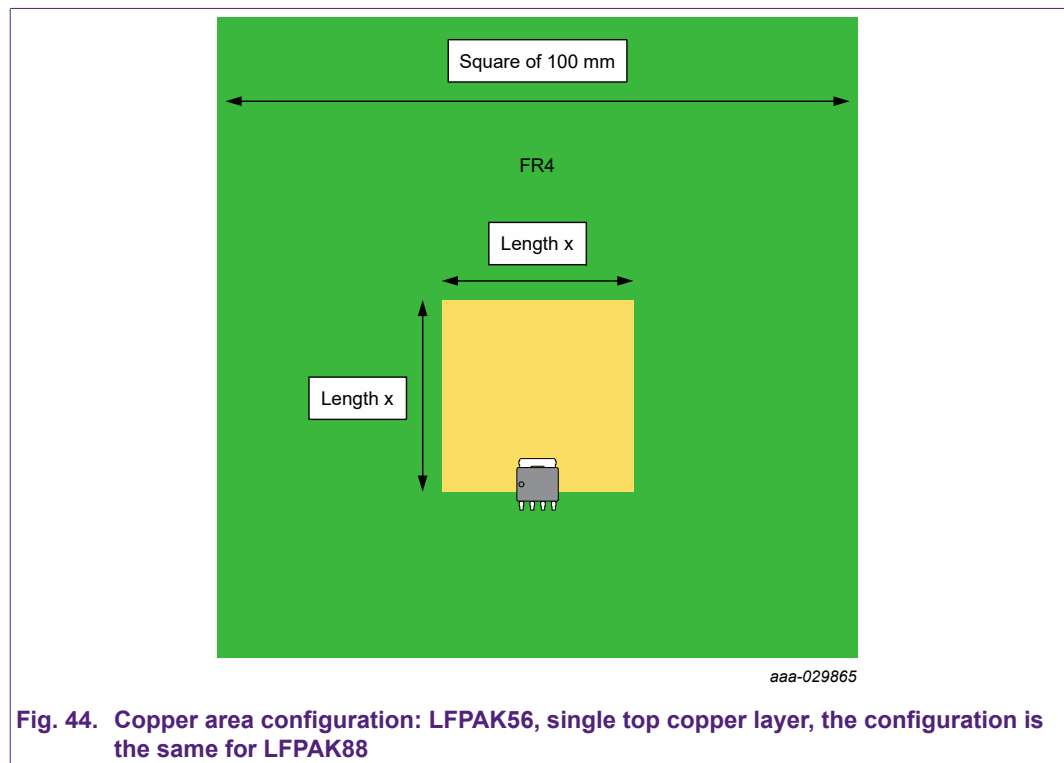 Square of 100 mm
FR4
Length x
Length x
aaa-029865
Fig. 44. Copper area configuration: LFPAK56, single top copper layer, the configuration is
the same for LFPAK88